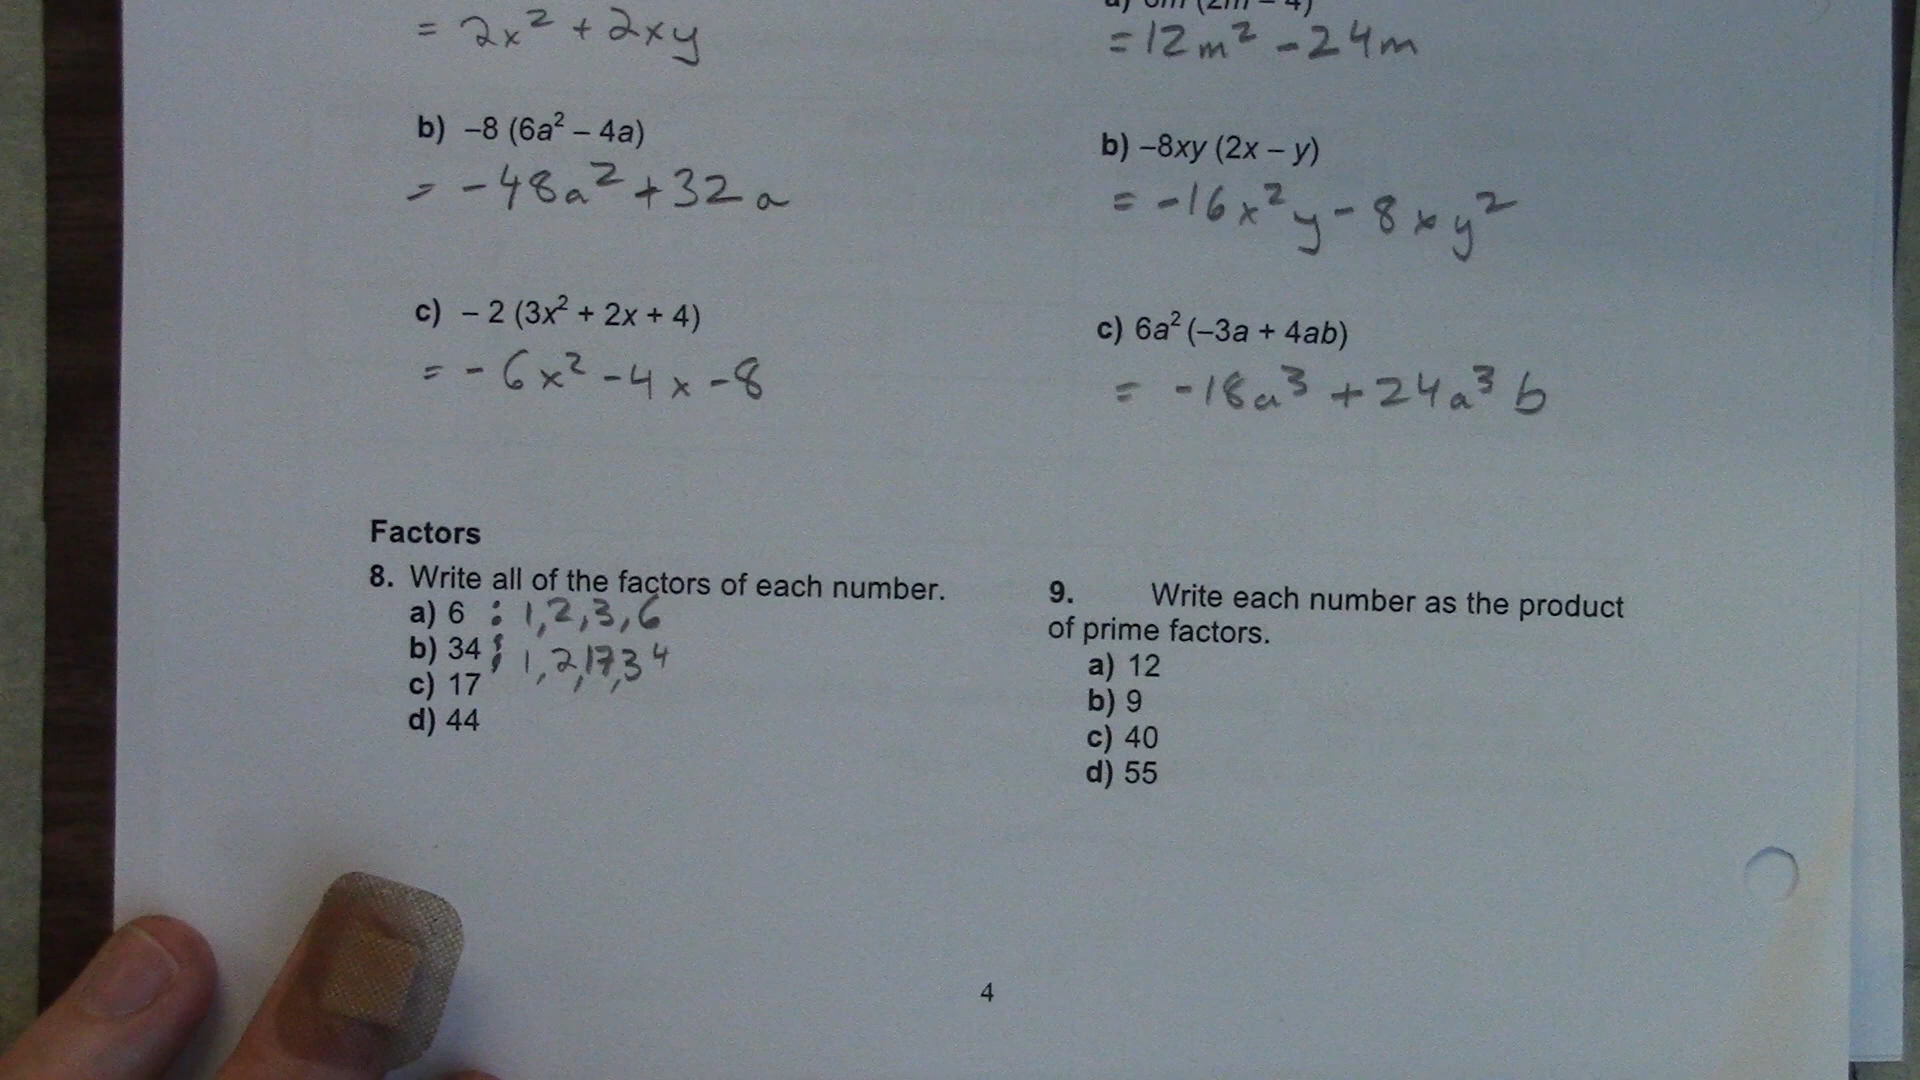 = 2x² + 2xy
b) –8 (6a² – 4a)
= -48a² + 32a
c) – 2 (3x² + 2x + 4)
= - 6x² - 4x - 8
= 12m² - 24m
b) –8xy (2x – y)
= -16x²y - 8xy²
c) 6a² (–3a + 4ab)
= -18a³ + 24a³b
Factors
8. Write all of the factors of each number.
a) 6 : 1,2,3,6
b) 34 : 1,2,17,34
c) 17
d) 44
9. Write each number as the product
of prime factors.
a) 12
b) 9
c) 40
d) 55
4